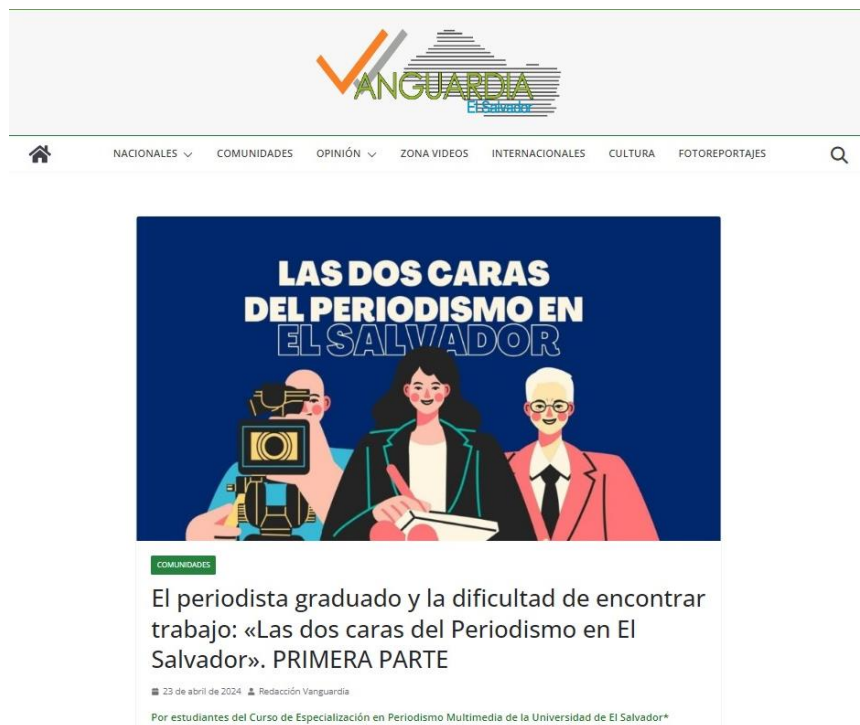 VANGUARDIA
El Salvador
NACIONALES COMUNIDADES OPINIÓN ZONA VIDEOS INTERNACIONALES CULTURA FOTOREPORTAJES
LAS DOS CARAS
DEL PERIODISMO EN
EL SALVADOR
COMUNIDADES
El periodista graduado y la dificultad de encontrar
trabajo: «Las dos caras del Periodismo en El
Salvador». PRIMERA PARTE
23 de abril de 2024 Redacción Vanguardia
Por estudiantes del Curso de Especialización en Periodismo Multimedia de la Universidad de El Salvador*